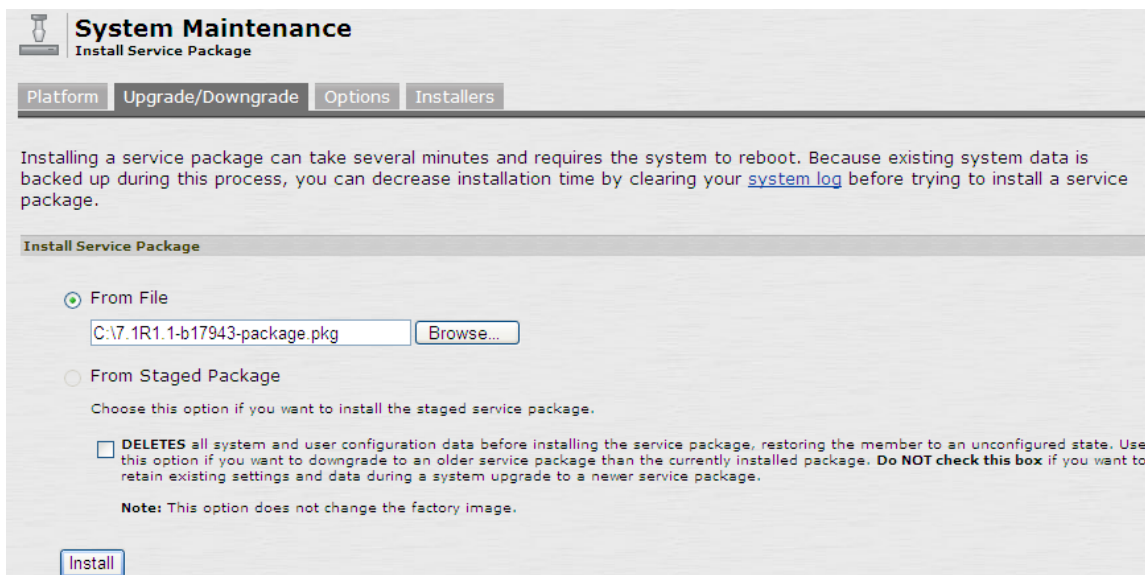 System Maintenance
Install Service Package
Platform Upgrade/Downgrade Options Installers
Installing a service package can take several minutes and requires the system to reboot. Because existing system data is
backed up during this process, you can decrease installation time by clearing your system log before trying to install a service
package.
Install Service Package
From File
C:\7.1R1.1-b17943-package.pkg Browse...
From Staged Package
Choose this option if you want to install the staged service package.
DELETES all system and user configuration data before installing the service package, restoring the member to an unconfigured state. Use
this option if you want to downgrade to an older service package than the currently installed package. Do NOT check this box if you want to
retain existing settings and data during a system upgrade to a newer service package.
Note: This option does not change the factory image.
Install